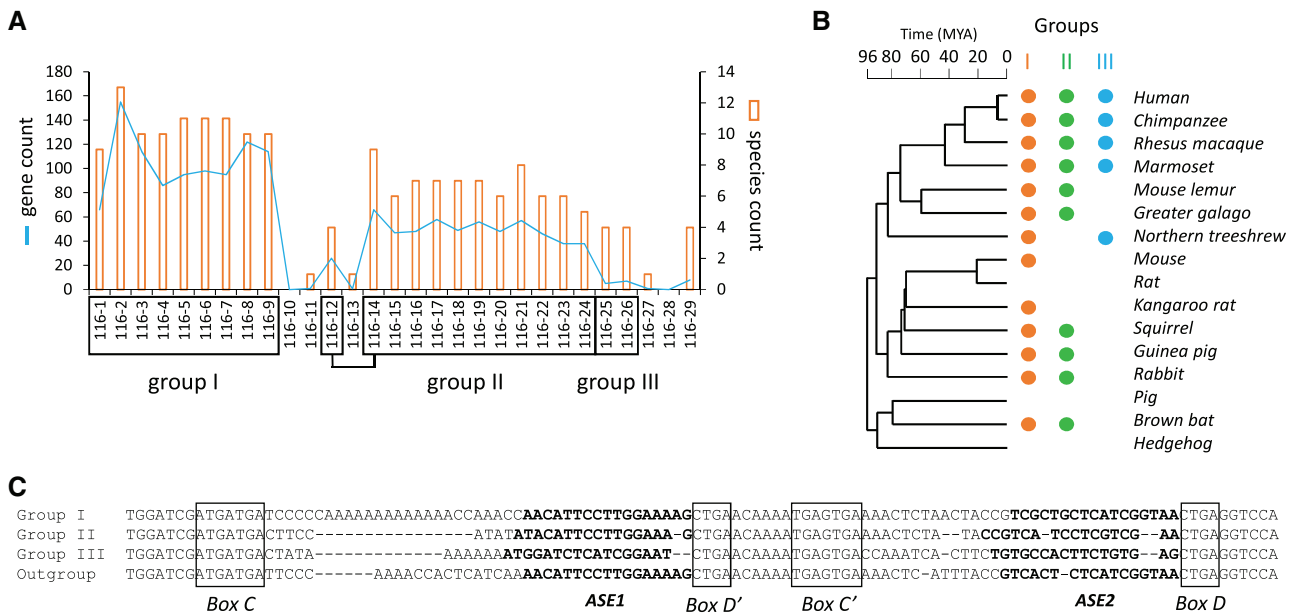 A
gene count
180
160
140
120
100
80
60
40
20
0
14
12
10
8
6
4
2
0
species count
116-1
116-2
116-3
116-4
116-5
116-6
116-7
116-8
116-9
116-10
116-11
116-12
116-13
116-14
116-15
116-16
116-17
116-18
116-19
116-20
116-21
116-22
116-23
116-24
116-25
116-26
116-27
116-28
116-29
group I
group II
group III
B
Time (MYA)
96 80 60 40 20 0
Groups
I II III
Human
Chimpanzee
Rhesus macaque
Marmoset
Mouse lemur
Greater galago
Northern treeshrew
Mouse
Rat
Kangaroo rat
Squirrel
Guinea pig
Rabbit
Pig
Brown bat
Hedgehog
C
Group I TGGATCGATGATGATCCCCCAAAAAAAAAAAAAACCAAACCAACATTCCTTGGAAAAGCTGAACAAAATGAGTGAAAACTCTAACTACCGTCGCTGCTCATCGGTAACTGAGGTCCA
Group II TGGATCGATGATGACTTCC-----------------ATATATACATTCCTTGGAAA-GCTGAACAAAATGAGTGAAAACTCTA--TACCCGTCA-TCCTCGTCG--AACTGAGGTCCA
Group III TGGATCGATGATGACTATA--------------AAAAAAATGGATCTCATCGGAAT--CTGAACAAAATGAGTGACCAAATCA-CTTCTGTGCCACTTCTGTG--AGCTGAGGTCCA
Outgroup TGGATCGATGATGATTCCC------AAAACCACTCATCAAAACATTCCTTGGAAAAGCTGAACAAAATGAGTGAAAACTC-ATTTACCGTCACT-CTCATCGGTAACTGAGGTCCA
Box C ASE1 Box D' Box C' ASE2 Box D